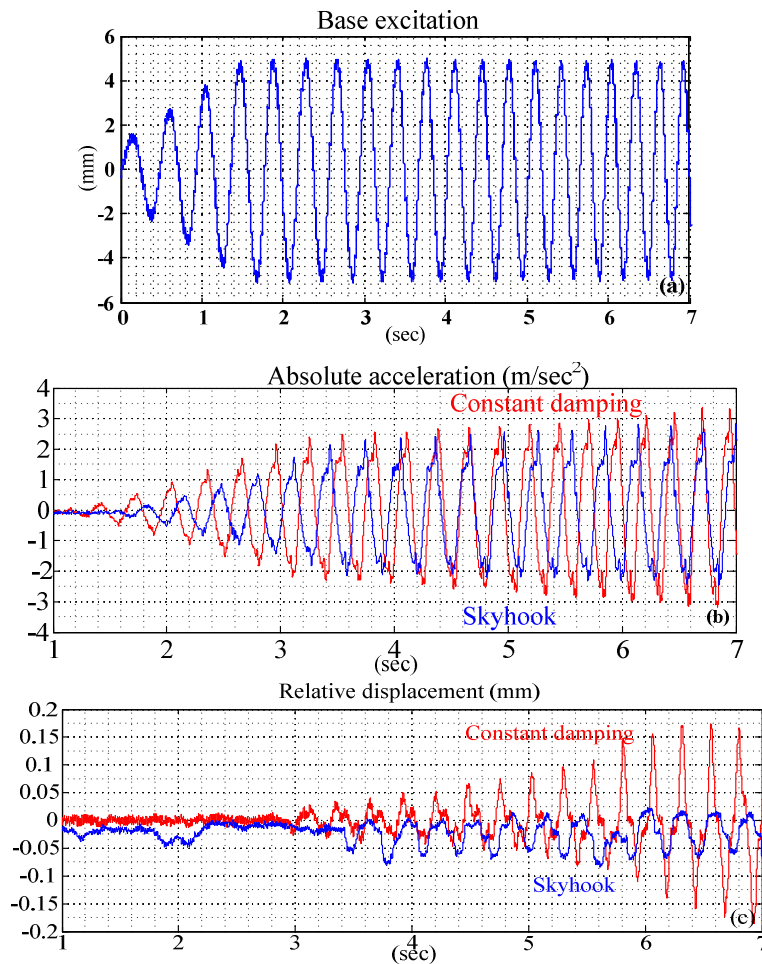 Base excitation
6
4
2
0
-2
-4
-6
(mm)
(a)
0 1 2 3 4 5 6 7
(sec)
Absolute acceleration (m/sec²)
Constant damping
4
3
2
1
0
-1
-2
-3
-4
Skyhook
(b)
1 2 3 4 5 6 7
(sec)
Relative displacement (mm)
Constant damping
0.2
0.15
0.1
0.05
0
-0.05
-0.1
-0.15
-0.2
Skyhook
(c)
1 2 3 4 5 6 7
(sec)